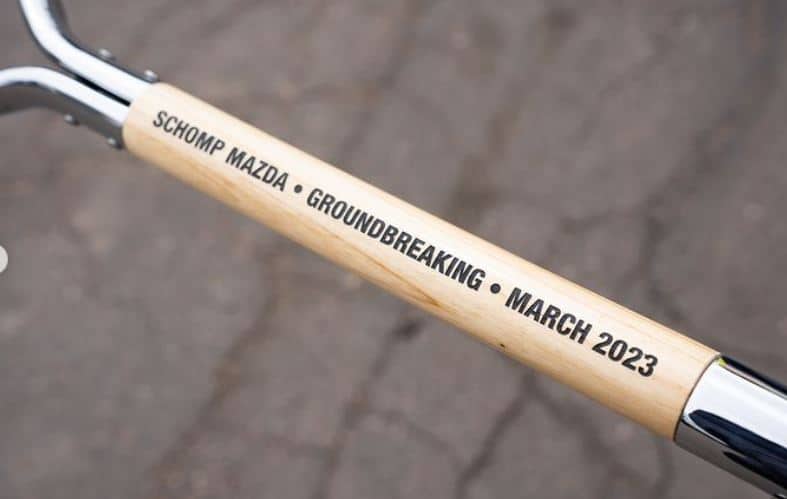 SCHOMP MAZDA • GROUNDBREAKING • MARCH 2023